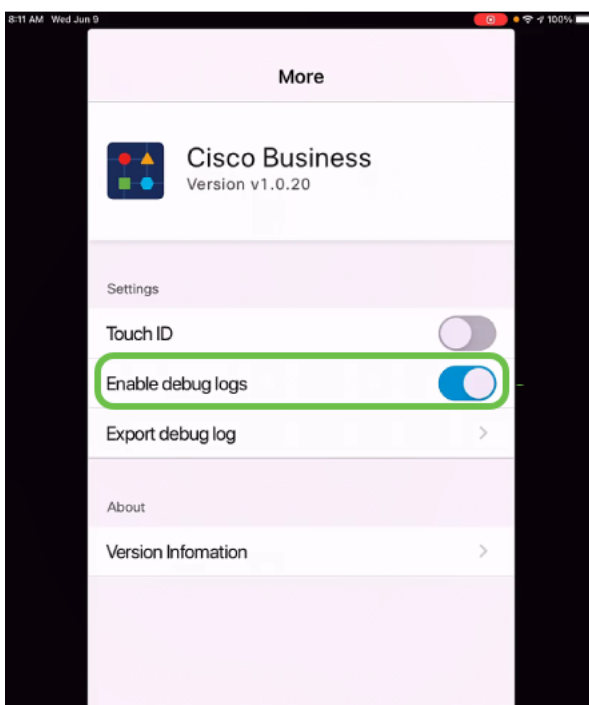 8:11 AM Wed Jun 9
100%
More
Cisco Business
Version v1.0.20
Settings
Touch ID
Enable debug logs
Export debug log
About
Version Infomation